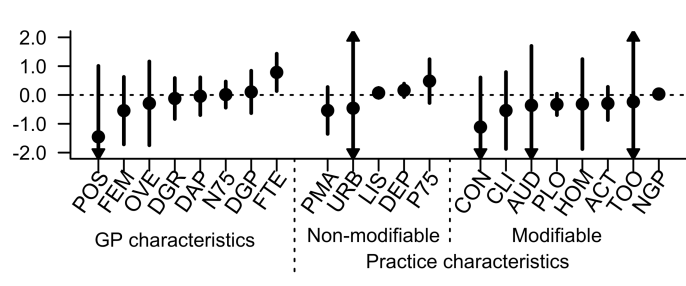 2.0
1.0
0.0
-1.0
-2.0
POS FEM OVE DGR DAP N75 DGP FTE PMA URB LIS DEP P75 CON CLI AUD PLO HOM ACT TOO NGP
GP characteristics Non-modifiable Modifiable
Practice characteristics